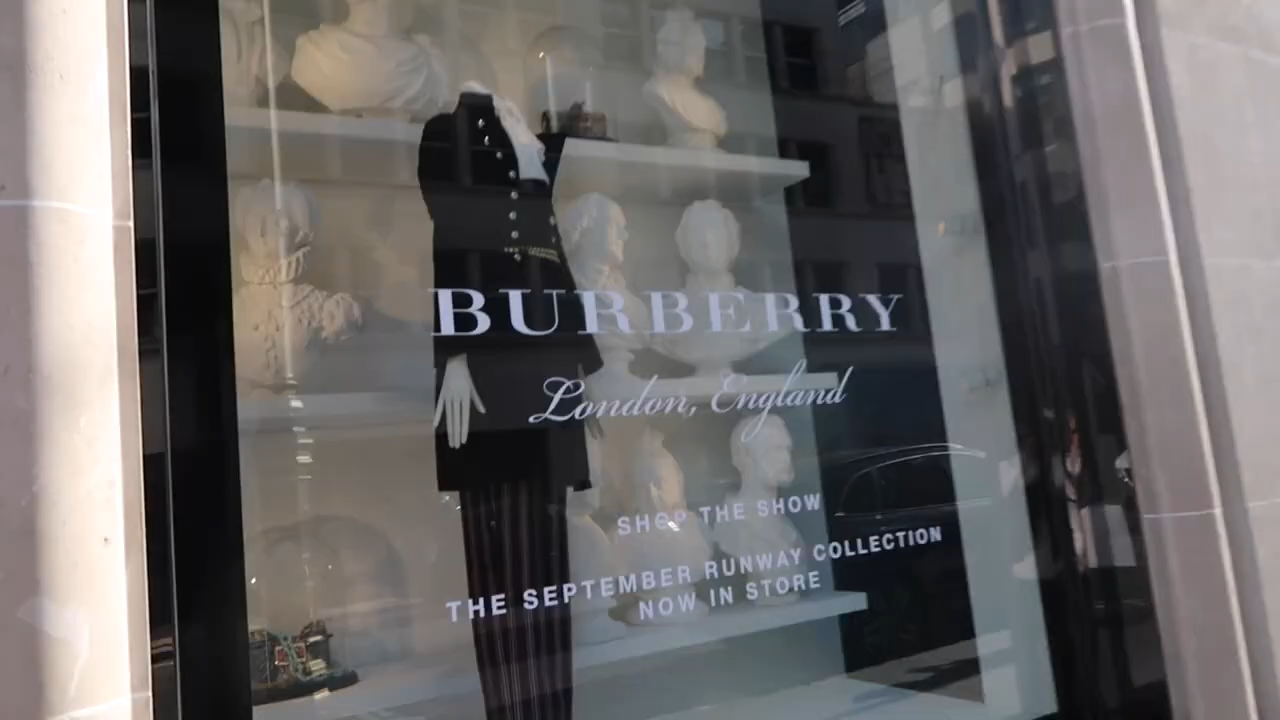 BURBERRY
London, England
SHOP THE SHOW
THE SEPTEMBER RUNWAY COLLECTION
NOW IN STORE